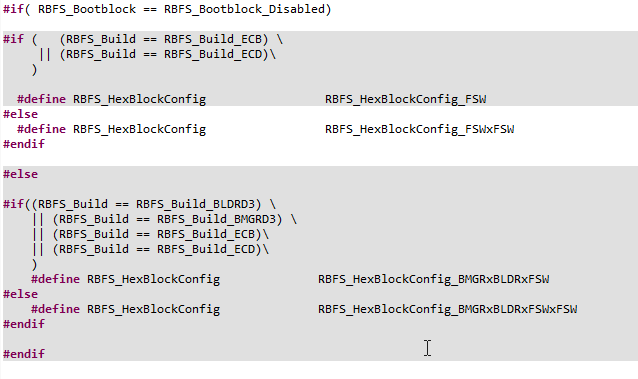 #if( RBFS_Bootblock == RBFS_Bootblock_Disabled)
#if (   (RBFS_Build == RBFS_Build_ECB) \
     || (RBFS_Build == RBFS_Build_ECD)\
    )
  #define RBFS_HexBlockConfig                 RBFS_HexBlockConfig_FSW
#else
  #define RBFS_HexBlockConfig                 RBFS_HexBlockConfig_FSWxFSW
#endif
#else
#if((RBFS_Build == RBFS_Build_BLDRD3) \
    || (RBFS_Build == RBFS_Build_BMGRD3) \
    || (RBFS_Build == RBFS_Build_ECB)\
    || (RBFS_Build == RBFS_Build_ECD)\
    )
    #define RBFS_HexBlockConfig              RBFS_HexBlockConfig_BMGRxBLDRxFSW
#else
    #define RBFS_HexBlockConfig              RBFS_HexBlockConfig_BMGRxBLDRxFSWxFSW
#endif
#endif